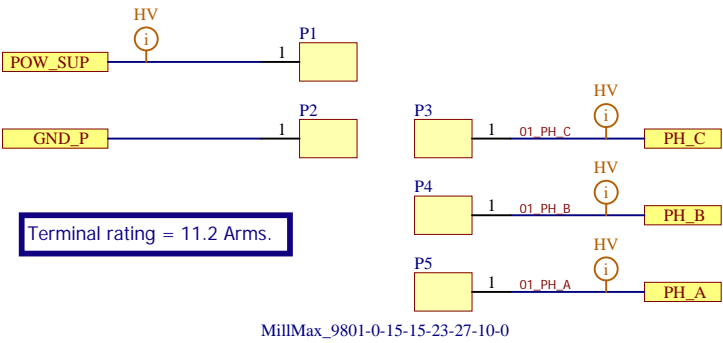 HV
i
P1
POW_SUP
1
P2
GND_P
1
HV
i
P3
1
01_PH_C
PH_C
HV
i
P4
1
01_PH_B
PH_B
Terminal rating = 11.2 Arms.
HV
i
P5
1
01_PH_A
PH_A
MillMax_9801-0-15-15-23-27-10-0